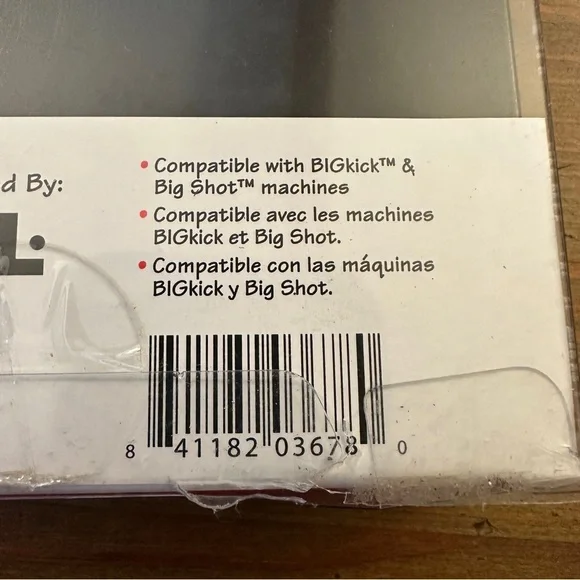 d By:
• Compatible with BIGkick™ &
Big Shot™ machines
• Compatible avec les machines
BIGkick et Big Shot.
• Compatible con las máquinas
BIGkick y Big Shot.
8 41182 03678 0